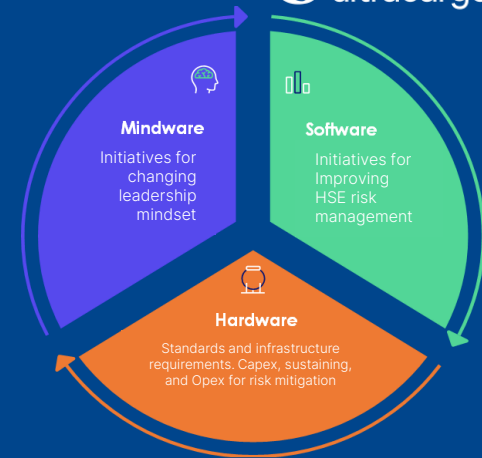 Mindware
Initiatives for
changing
leadership
mindset
Software
Initiatives for
Improving
HSE risk
management
Hardware
Standards and infrastructure
requirements. Capex, sustaining,
and Opex for risk mitigation